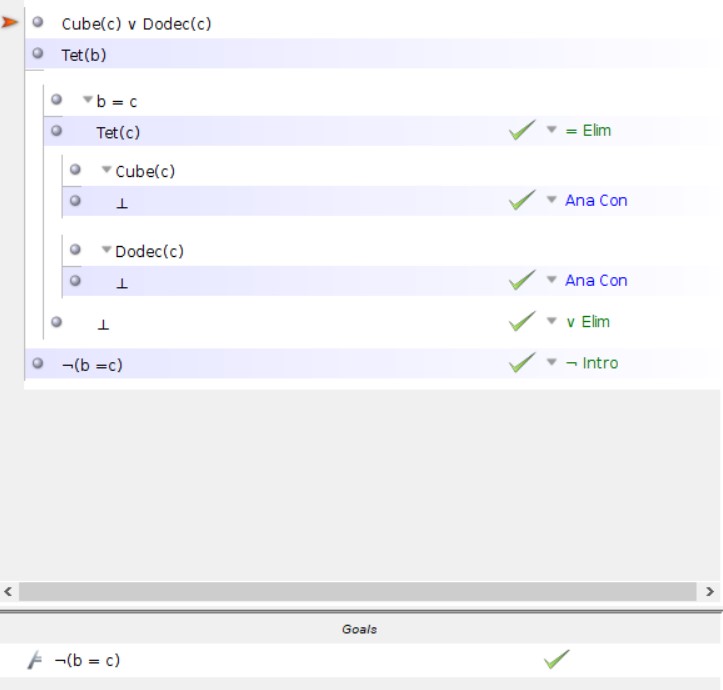 Cube(c) ∨ Dodec(c)
Tet(b)
b = c
Tet(c) = Elim
Cube(c)
⊥ Ana Con
Dodec(c)
⊥ Ana Con
⊥ ∨ Elim
¬(b =c) ¬ Intro
Goals
¬(b = c)